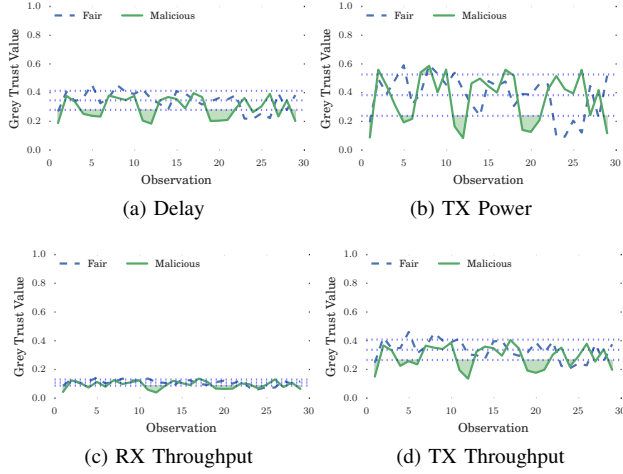 1.0
Fair Malicious
0.8
0.6
0.4
0.2
0.0
0 5 10 15 20 25 30
Grey Trust Value
Observation
(a) Delay
1.0
Fair Malicious
0.8
0.6
0.4
0.2
0.0
0 5 10 15 20 25 30
Grey Trust Value
Observation
(b) TX Power
1.0
Fair Malicious
0.8
0.6
0.4
0.2
0.0
0 5 10 15 20 25 30
Grey Trust Value
Observation
(c) RX Throughput
1.0
Fair Malicious
0.8
0.6
0.4
0.2
0.0
0 5 10 15 20 25 30
Grey Trust Value
Observation
(d) TX Throughput